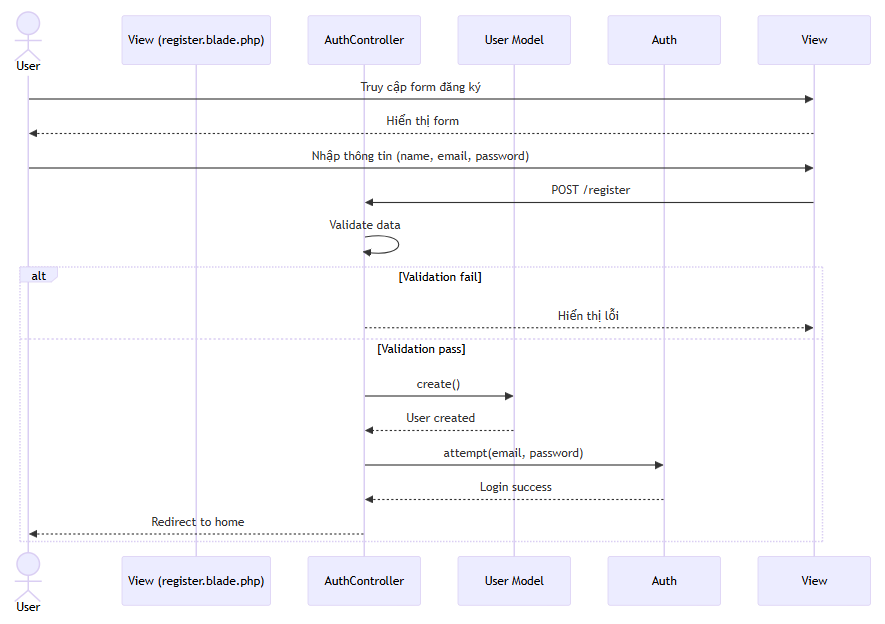 User
View (register.blade.php)
AuthController
User Model
Auth
View
Truy cập form đăng ký
Hiển thị form
Nhập thông tin (name, email, password)
POST /register
Validate data
alt
[Validation fail]
Hiển thị lỗi
[Validation pass]
create()
User created
attempt(email, password)
Login success
Redirect to home
User
View (register.blade.php)
AuthController
User Model
Auth
View